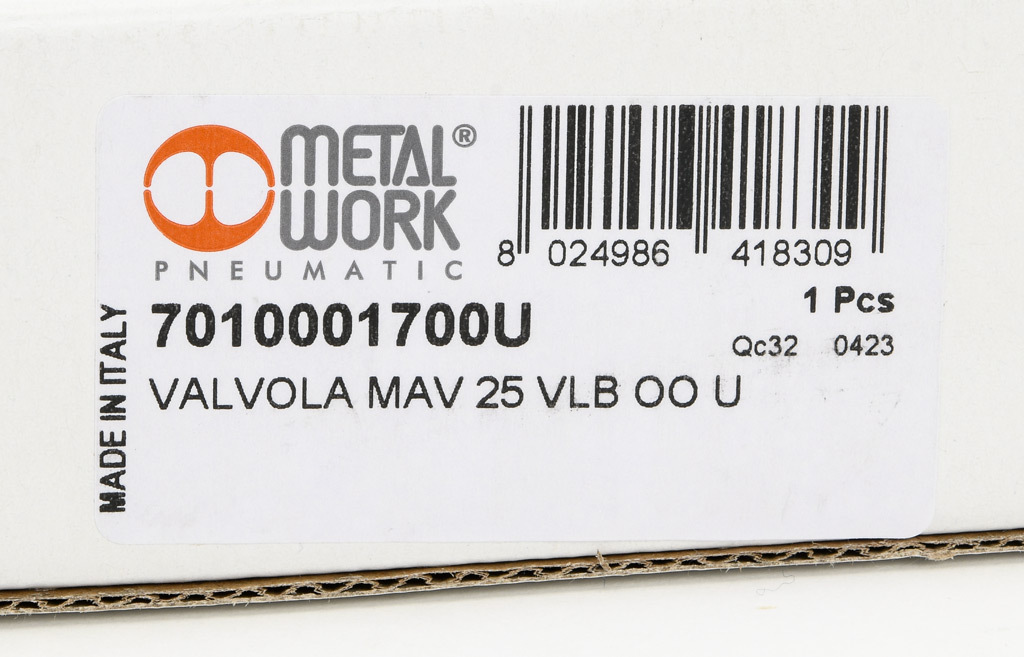 METAL®
WORK
PNEUMATIC
8 024986 418309
7010001700U
1 Pcs
Qc32 0423
VALVOLA MAV 25 VLB OO U
MADE IN ITALY